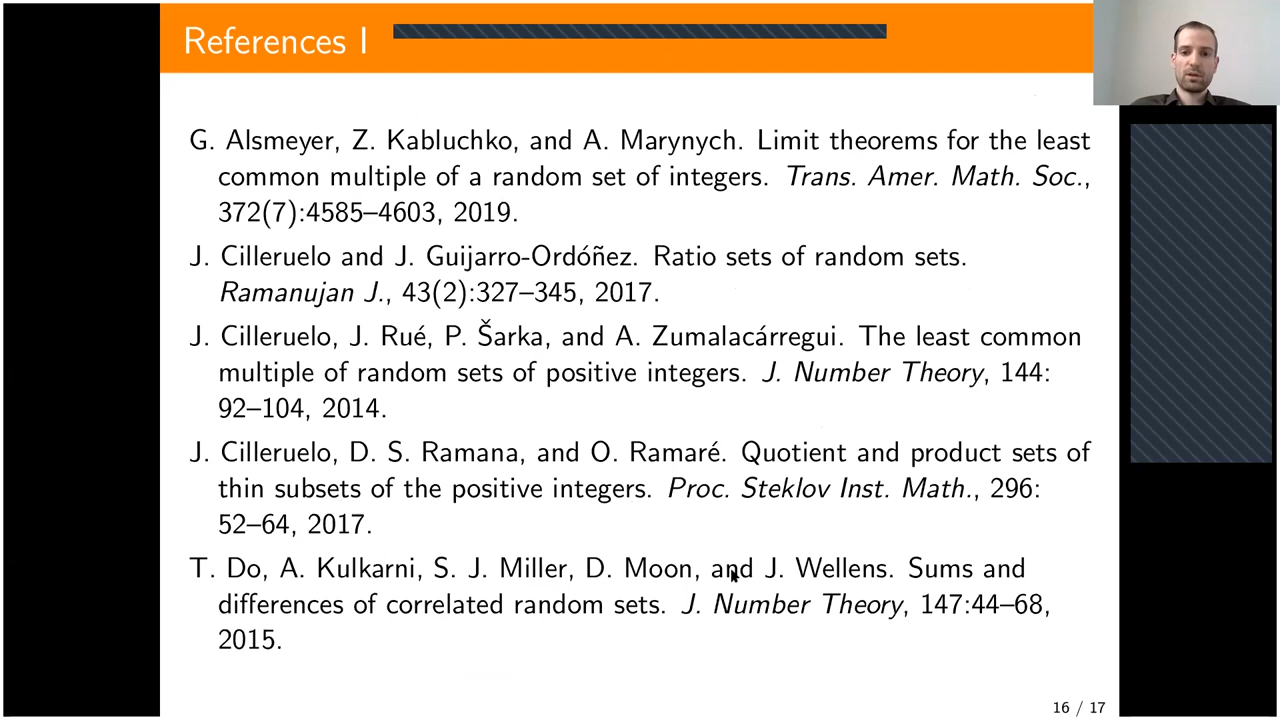 References I
G. Alsmeyer, Z. Kabluchko, and A. Marynych. Limit theorems for the least
common multiple of a random set of integers. Trans. Amer. Math. Soc.,
372(7):4585–4603, 2019.
J. Cilleruelo and J. Guijarro-Ordóñez. Ratio sets of random sets.
Ramanujan J., 43(2):327–345, 2017.
J. Cilleruelo, J. Rué, P. Šarka, and A. Zumalacárregui. The least common
multiple of random sets of positive integers. J. Number Theory, 144:
92–104, 2014.
J. Cilleruelo, D. S. Ramana, and O. Ramaré. Quotient and product sets of
thin subsets of the positive integers. Proc. Steklov Inst. Math., 296:
52–64, 2017.
T. Do, A. Kulkarni, S. J. Miller, D. Moon, and J. Wellens. Sums and
differences of correlated random sets. J. Number Theory, 147:44–68,
2015.
16 / 17